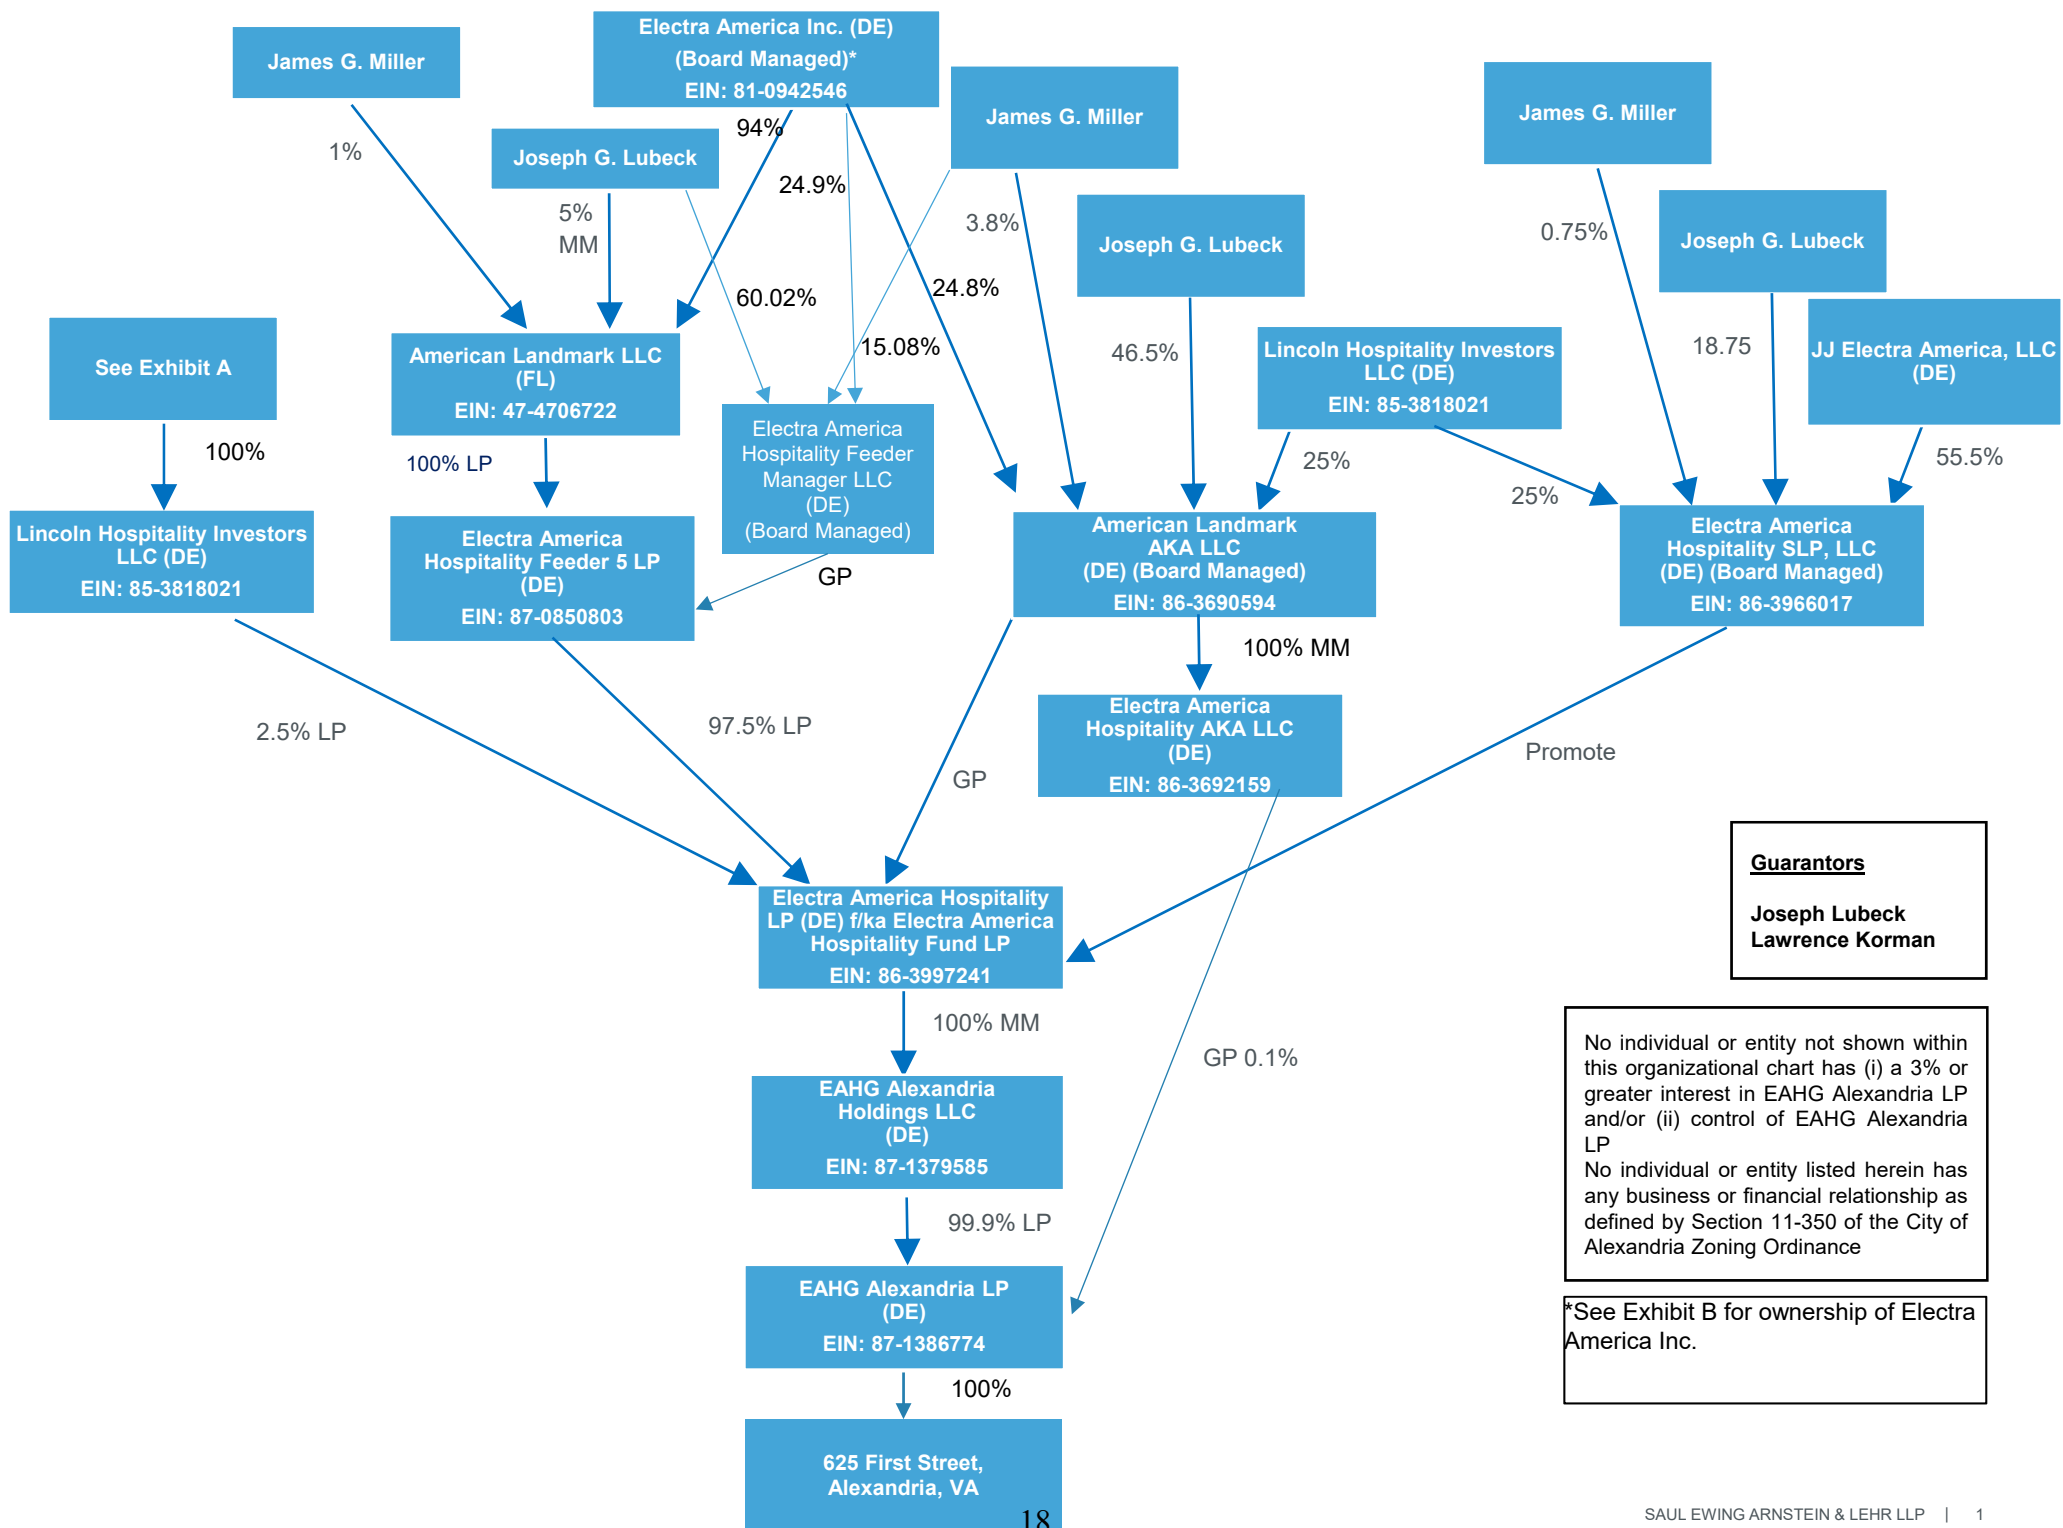 Electra America Inc. (DE)
(Board Managed)*
EIN: 81-0942546
James G. Miller
James G. Miller
James G. Miller
94%
1%
Joseph G. Lubeck
24.9%
5%
MM
3.8%
Joseph G. Lubeck
0.75%
Joseph G. Lubeck
60.02%
24.8%
15.08%
46.5%
18.75
See Exhibit A
American Landmark LLC
(FL)
EIN: 47-4706722
Lincoln Hospitality Investors
LLC (DE)
EIN: 85-3818021
JJ Electra America, LLC
(DE)
100%
100% LP
Electra America
Hospitality Feeder
Manager LLC
(DE)
(Board Managed)
25%
25%
55.5%
Lincoln Hospitality Investors
LLC (DE)
EIN: 85-3818021
Electra America
Hospitality Feeder 5 LP
(DE)
EIN: 87-0850803
GP
American Landmark
AKA LLC
(DE) (Board Managed)
EIN: 86-3690594
Electra America
Hospitality SLP, LLC
(DE) (Board Managed)
EIN: 86-3966017
100% MM
Electra America
Hospitality AKA LLC
(DE)
EIN: 86-3692159
2.5% LP
97.5% LP
GP
Promote
Electra America Hospitality
LP (DE) f/ka Electra America
Hospitality Fund LP
EIN: 86-3997241
Guarantors
Joseph Lubeck
Lawrence Korman
100% MM
GP 0.1%
EAHG Alexandria
Holdings LLC
(DE)
EIN: 87-1379585
No individual or entity not shown within
this organizational chart has (i) a 3% or
greater interest in EAHG Alexandria LP
and/or (ii) control of EAHG Alexandria
LP
No individual or entity listed herein has
any business or financial relationship as
defined by Section 11-350 of the City of
Alexandria Zoning Ordinance
99.9% LP
EAHG Alexandria LP
(DE)
EIN: 87-1386774
*See Exhibit B for ownership of Electra
America Inc.
100%
625 First Street,
Alexandria, VA
18
SAUL EWING ARNSTEIN & LEHR LLP | 1